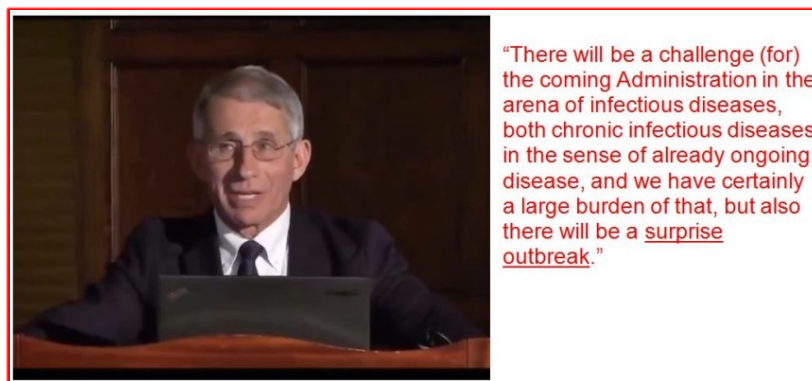 “There will be a challenge (for)
the coming Administration in the
arena of infectious diseases,
both chronic infectious diseases
in the sense of already ongoing
disease, and we have certainly
a large burden of that, but also
there will be a surprise
outbreak.”